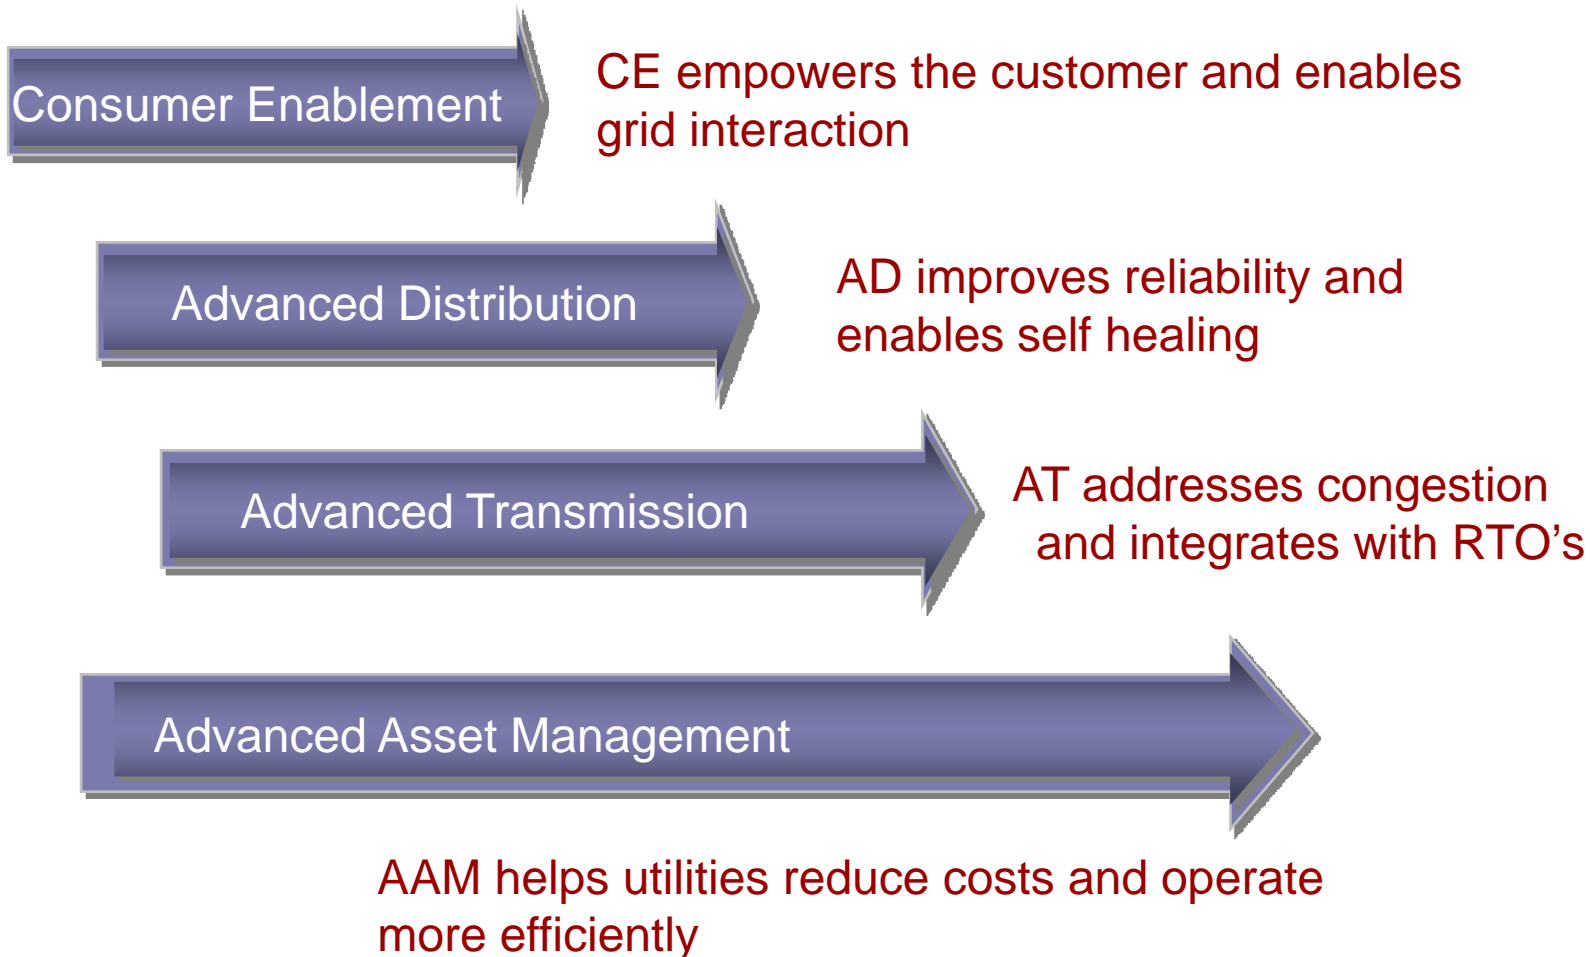 Consumer Enablement
CE empowers the customer and enables
grid interaction
Advanced Distribution
AD improves reliability and
enables self healing
Advanced Transmission
AT addresses congestion
and integrates with RTO’s
Advanced Asset Management
AAM helps utilities reduce costs and operate
more efficiently